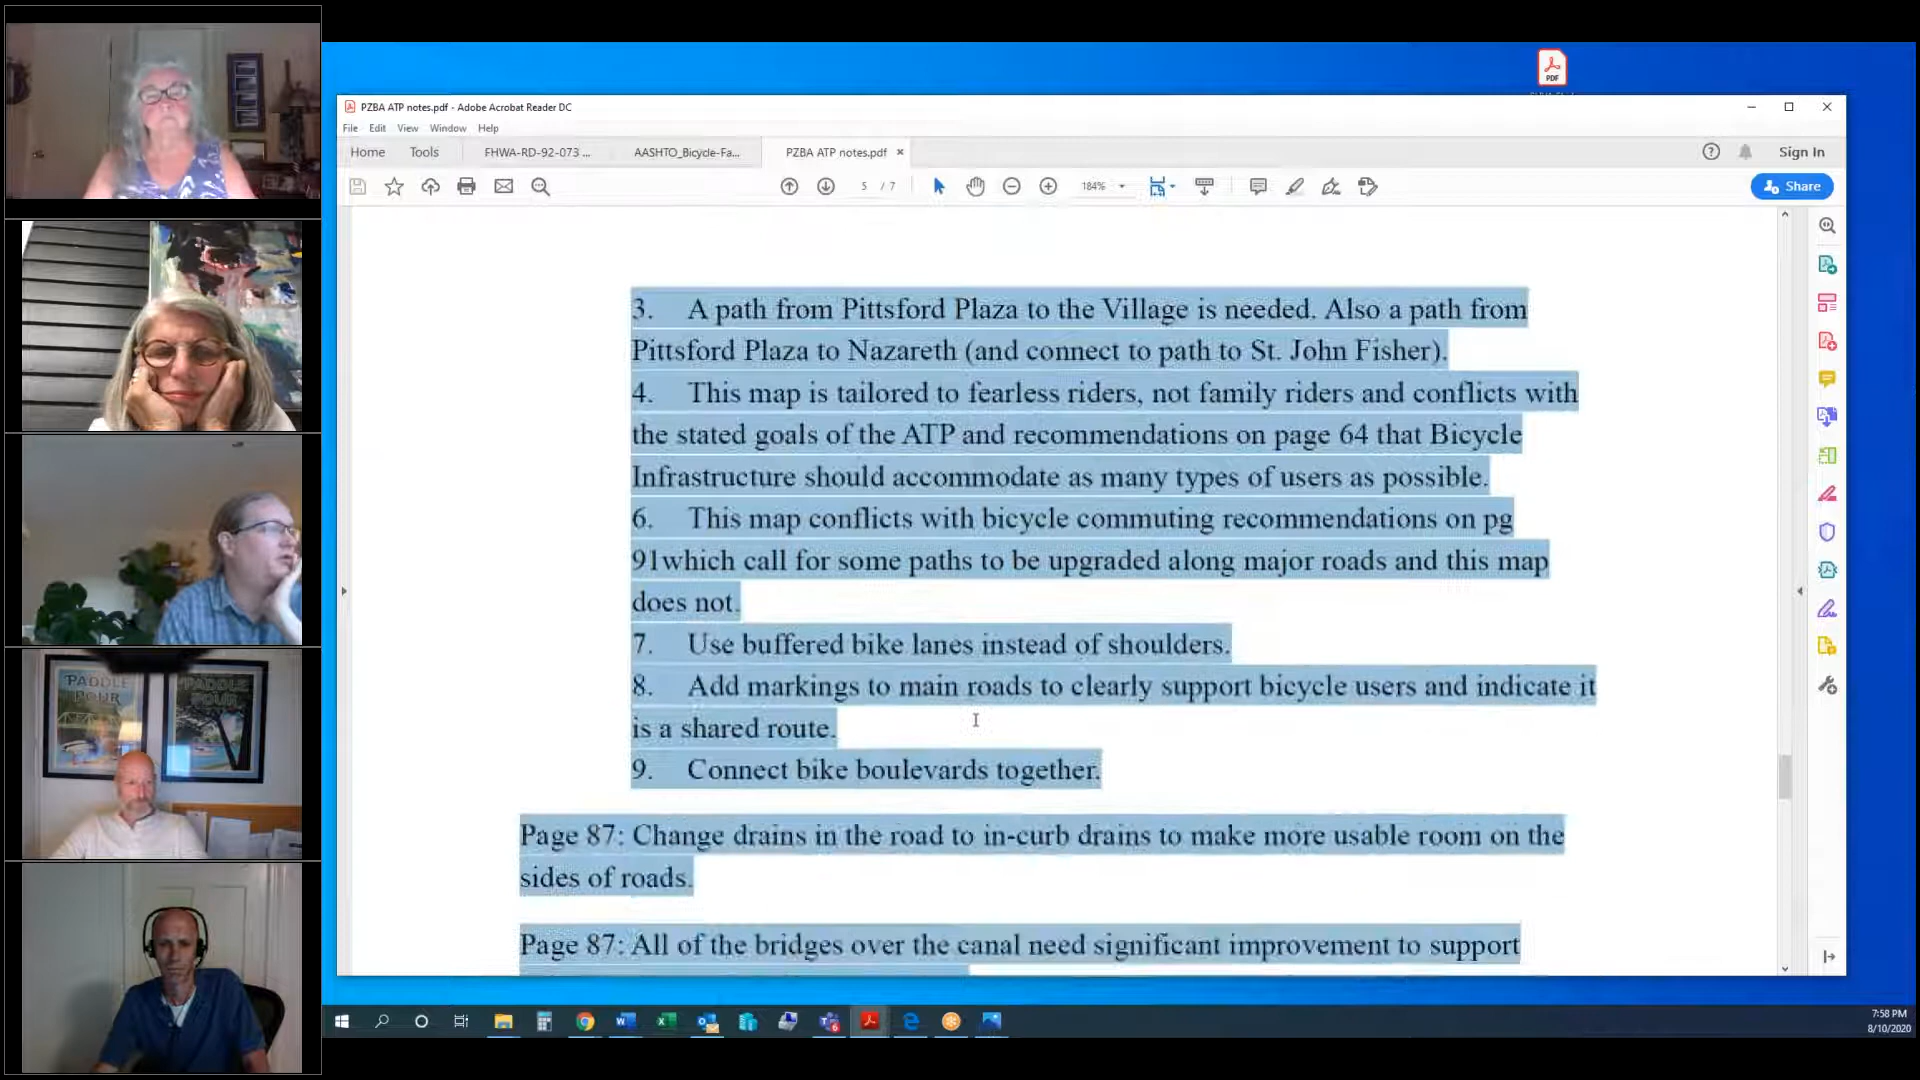 PDF
PZBA ATP notes.pdf - Adobe Acrobat Reader DC
File Edit View Window Help
Home Tools FHWA-RD-92-073 ... AASHTO_Bicycle-Fa... PZBA ATP notes.pdf × Sign In
5 / 7 184% Share
3. A path from Pittsford Plaza to the Village is needed. Also a path from
Pittsford Plaza to Nazareth (and connect to path to St. John Fisher).
4. This map is tailored to fearless riders, not family riders and conflicts with
the stated goals of the ATP and recommendations on page 64 that Bicycle
Infrastructure should accommodate as many types of users as possible.
6. This map conflicts with bicycle commuting recommendations on pg
91which call for some paths to be upgraded along major roads and this map
does not.
7. Use buffered bike lanes instead of shoulders.
8. Add markings to main roads to clearly support bicycle users and indicate it
is a shared route.
9. Connect bike boulevards together.
Page 87: Change drains in the road to in-curb drains to make more usable room on the
sides of roads.
Page 87: All of the bridges over the canal need significant improvement to support
PADDLE
POUR
PADDLE
POUR
7:58 PM
8/10/2020